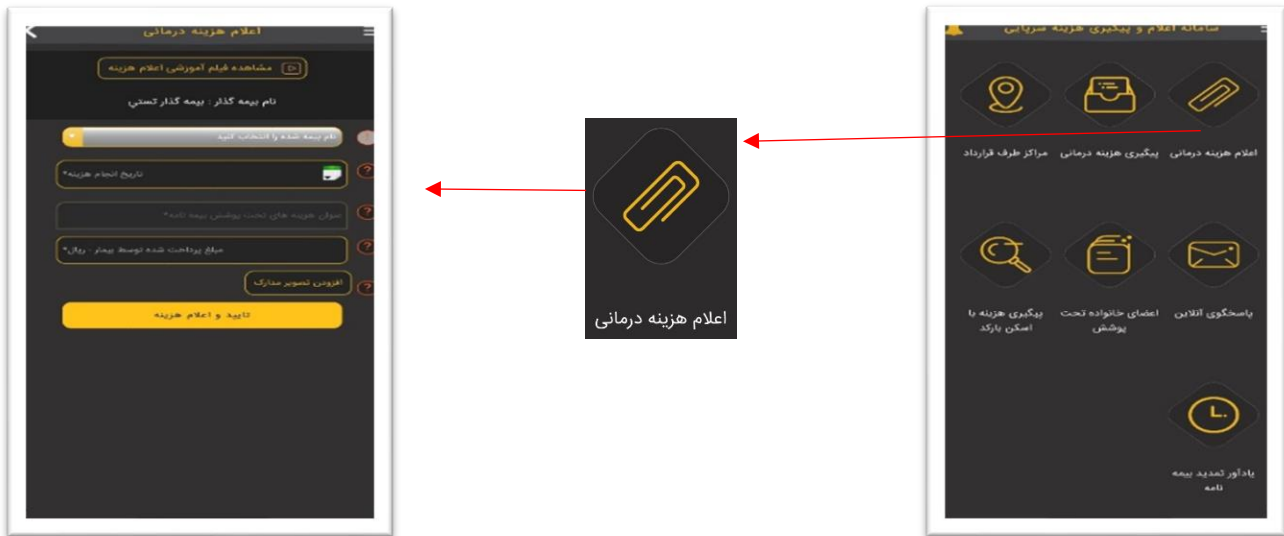 سامانه اعلام و پیگیری هزینه سرپایی
اعلام هزینه درمانی
پیگیری هزینه درمانی
مراکز طرف قرارداد
پاسخگوی آنلاین
اعضای خانواده تحت
پوشش
پیگیری هزینه با
اسکن بارکد
یادآور تمدید بیمه
نامه
اعلام هزینه درمانی
اعلام هزینه درمانی
مشاهده فیلم آموزشی اعلام هزینه
نام بیمه گذار : بیمه گذار تستي
نام بیمه شده را انتخاب کنید
?
تاریخ انجام هزینه*
?
عنوان هزینه های تحت پوشش بیمه نامه*
?
مبلغ پرداخت شده توسط بیمار - ریال*
?
افزودن تصویر مدارک
?
تایید و اعلام هزینه